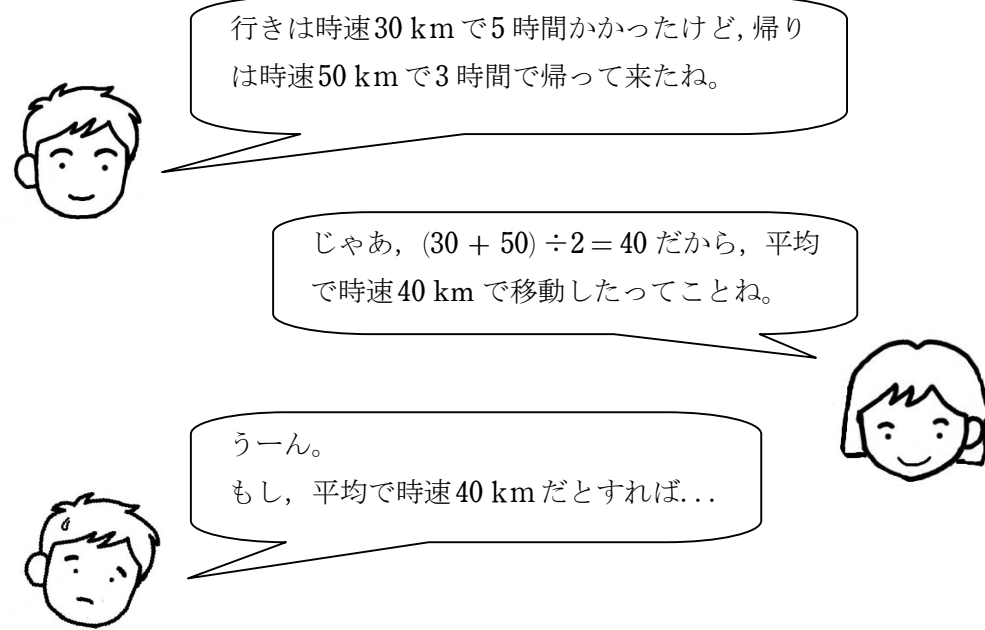 行きは時速30 kmで5時間かかったけど,帰り
は時速50 kmで3時間で帰って来たね。
じゃあ，(30 + 50) ÷2 = 40 だから，平均
で時速40 km で移動したってことね。
うーん。
もし，平均で時速40 kmだとすれば...